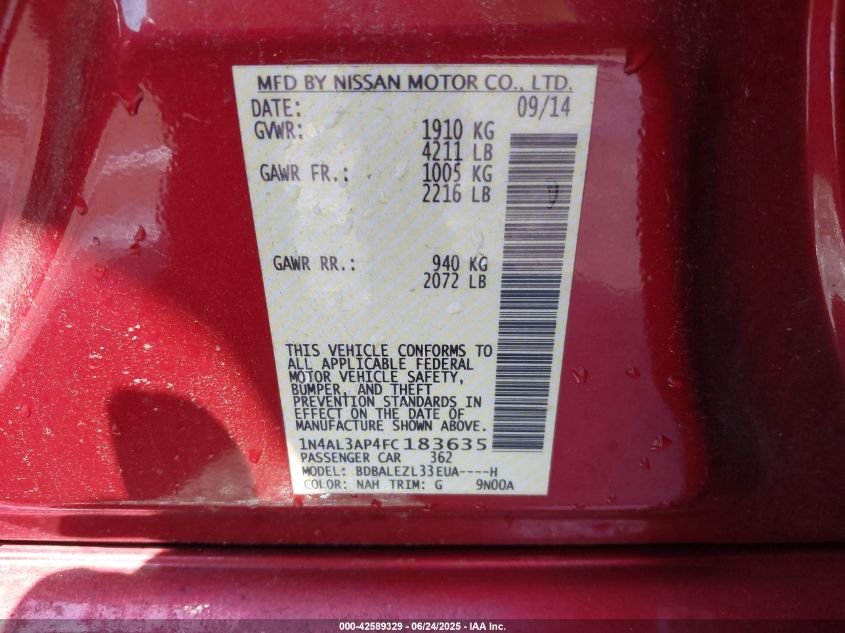 MFD BY NISSAN MOTOR CO., LTD.
DATE: 09/14
GVWR: 1910 KG
4211 LB
GAWR FR.: 1005 KG
2216 LB
GAWR RR.: 940 KG
2072 LB
THIS VEHICLE CONFORMS TO
ALL APPLICABLE FEDERAL
MOTOR VEHICLE SAFETY,
BUMPER, AND THEFT
PREVENTION STANDARDS IN
EFFECT ON THE DATE OF
MANUFACTURE SHOWN ABOVE.
1N4AL3AP4FC183635
PASSENGER CAR 362
MODEL: BDBALEZL33EUA----H
COLOR: NAH TRIM: G 9N00A
000-42589329 - 06/24/2025 - IAA Inc.